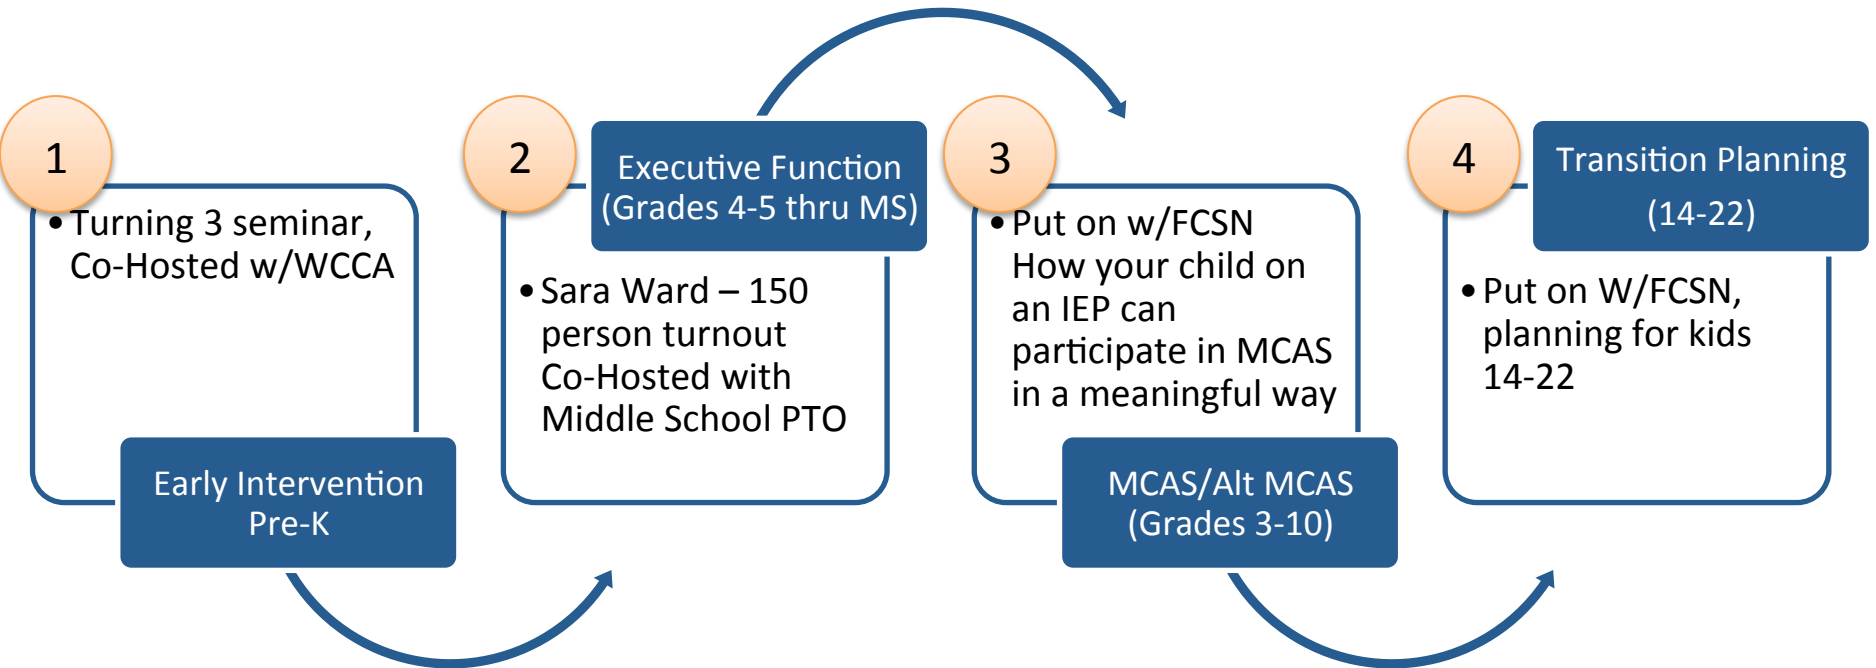 1
• Turning 3 seminar,
Co-Hosted w/WCCA
Early Intervention
Pre-K
2
Executive Function
(Grades 4-5 thru MS)
• Sara Ward – 150
person turnout
Co-Hosted with
Middle School PTO
3
• Put on w/FCSN
How your child on
an IEP can
participate in MCAS
in a meaningful way
MCAS/Alt MCAS
(Grades 3-10)
4
Transition Planning
(14-22)
• Put on W/FCSN,
planning for kids
14-22